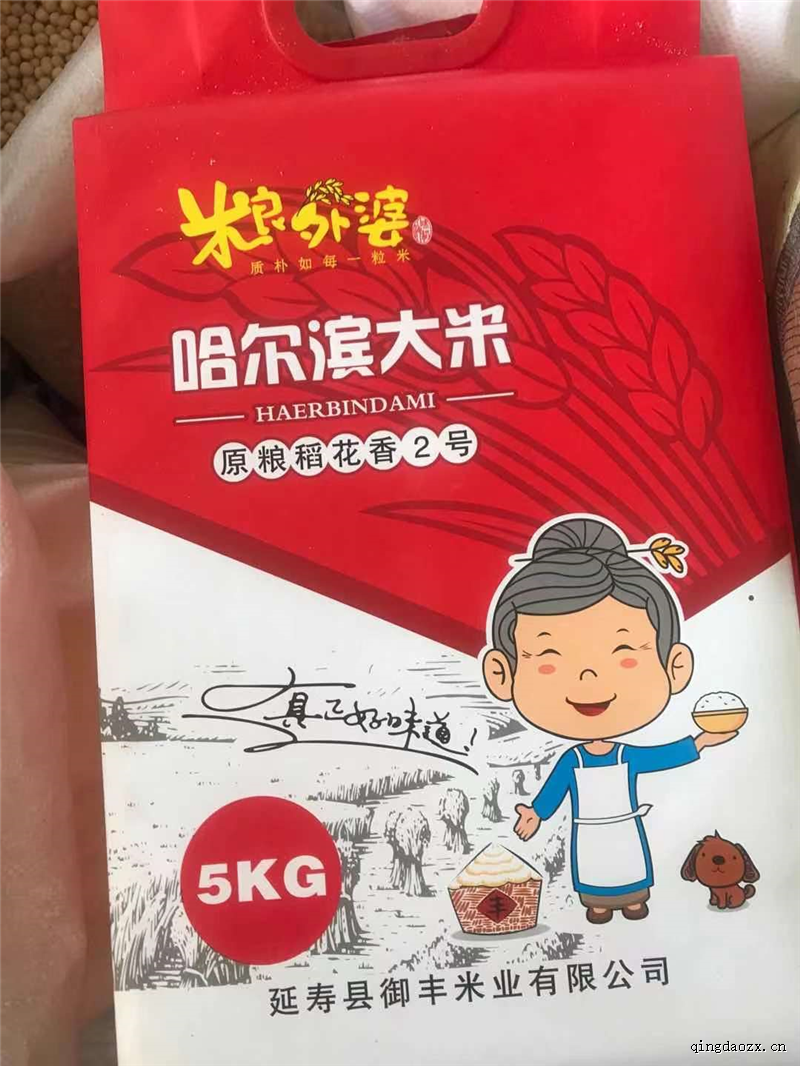 粮外婆
质朴如每一粒米
哈尔滨大米
HAERBINDAMI
原粮稻花香2号
真正好味道!
5KG
丰
延寿县御丰米业有限公司
qingdaozx.cn